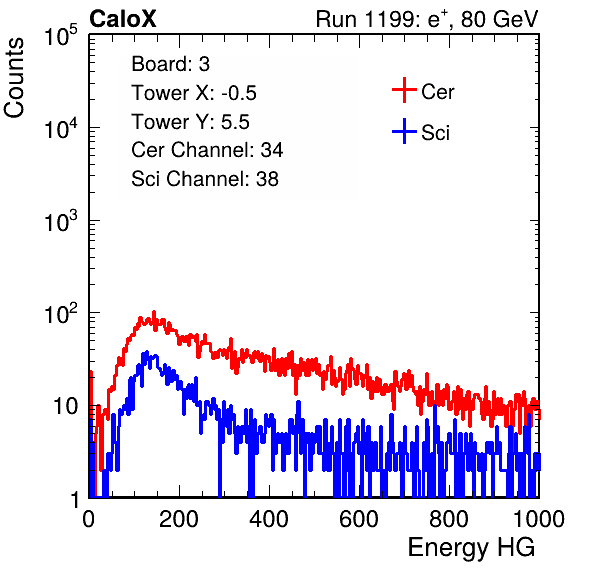 CaloX Run 1199: e⁺, 80 GeV
Counts
Board: 3
Tower X: -0.5
Tower Y: 5.5
Cer Channel: 34
Sci Channel: 38
Cer
Sci
10⁵
10⁴
10³
10²
10
1
0 200 400 600 800 1000
Energy HG